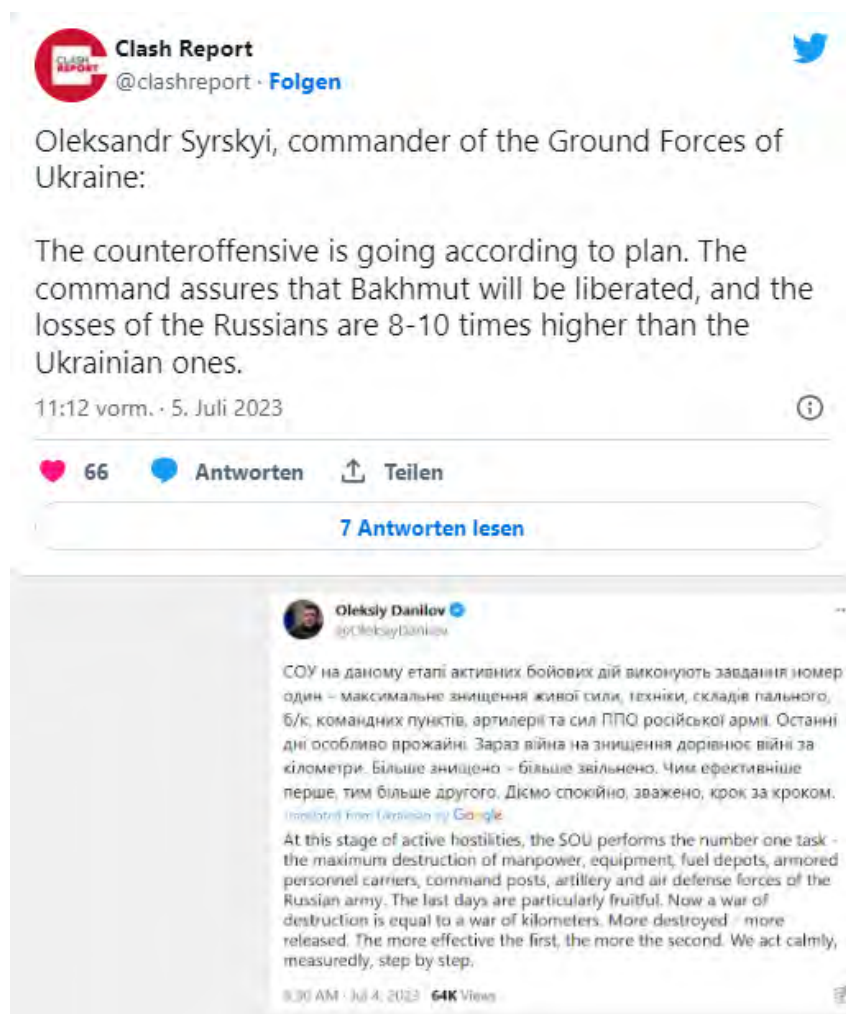 CLASH
REPORT
Clash Report
@clashreport · Folgen
Oleksandr Syrskyi, commander of the Ground Forces of
Ukraine:
The counteroffensive is going according to plan. The
command assures that Bakhmut will be liberated, and the
losses of the Russians are 8-10 times higher than the
Ukrainian ones.
11:12 vorm. · 5. Juli 2023
66 Antworten Teilen
7 Antworten lesen
Oleksiy Danilov
@OleksiyDanilov
СОУ на даному етапі активних бойових дій виконують завдання номер
один – максимальне знищення живої сили, техніки, складів пального,
б/к, командних пунктів, артилерії та сил ППО російської армії. Останні
дні особливо врожайні. Зараз війна на знищення дорівнює війні за
кілометри. Більше знищено – більше звільнено. Чим ефективніше
перше, тим більше другого. Діємо спокійно, зважено, крок за кроком.
Translated from Ukrainian by Google
At this stage of active hostilities, the SOU performs the number one task -
the maximum destruction of manpower, equipment, fuel depots, armored
personnel carriers, command posts, artillery and air defense forces of the
Russian army. The last days are particularly fruitful. Now a war of
destruction is equal to a war of kilometers. More destroyed - more
released. The more effective the first, the more the second. We act calmly,
measuredly, step by step.
AM · Jul 4, 2023 64K Views